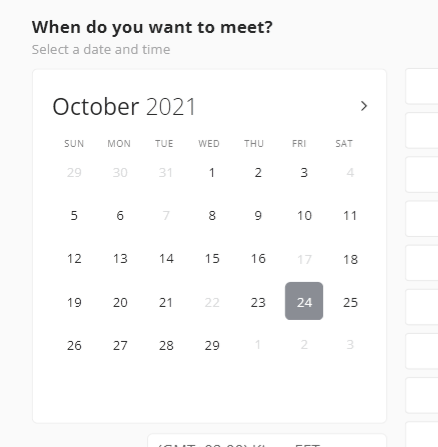 When do you want to meet?
Select a date and time
October 2021
SUN MON TUE WED THU FRI SAT
29 30 31 1 2 3 4
5 6 7 8 9 10 11
12 13 14 15 16 17 18
19 20 21 22 23 24 25
26 27 28 29 1 2 3